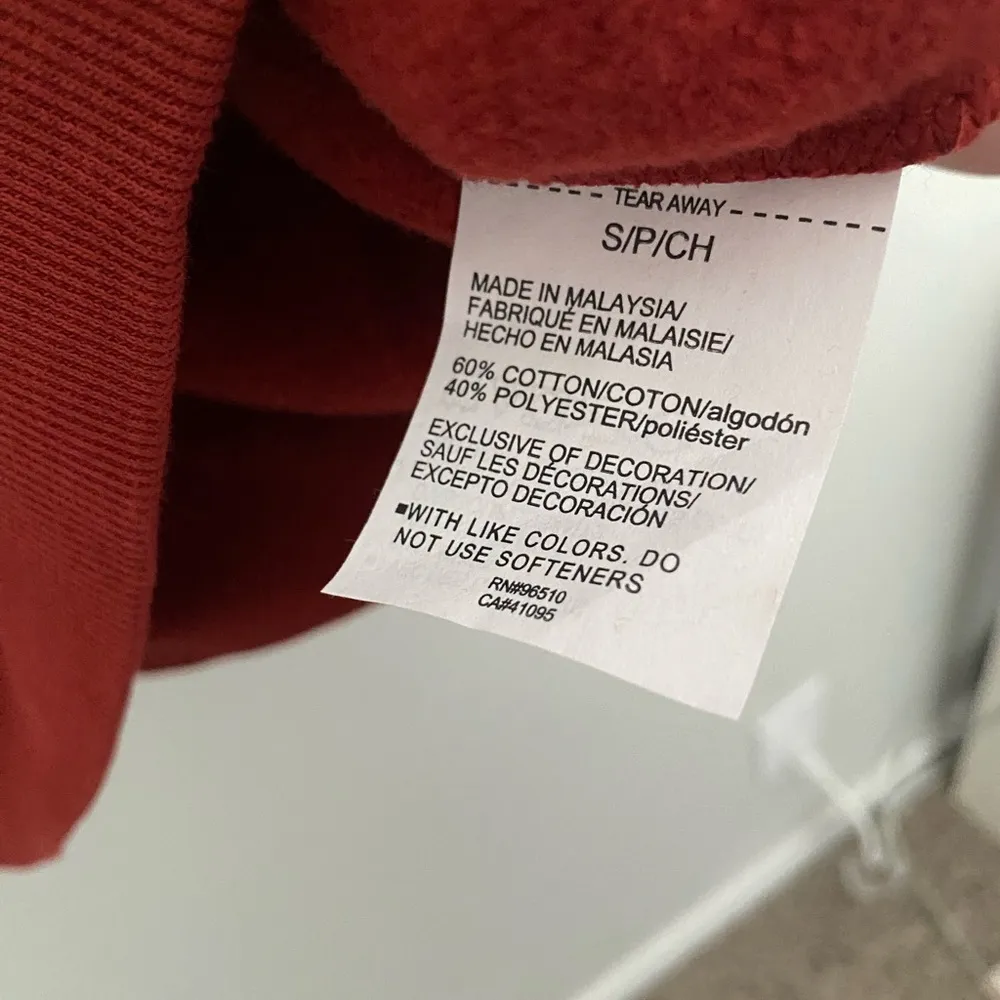 TEAR AWAY
S/P/CH
MADE IN MALAYSIA/
FABRIQUÉ EN MALAISIE/
HECHO EN MALASIA
60% COTTON/COTON/algodón
40% POLYESTER/poliéster
EXCLUSIVE OF DECORATION/
SAUF LES DÉCORATIONS/
EXCEPTO DECORACIÓN
■WITH LIKE COLORS. DO
NOT USE SOFTENERS
RN#96510
CA#41095